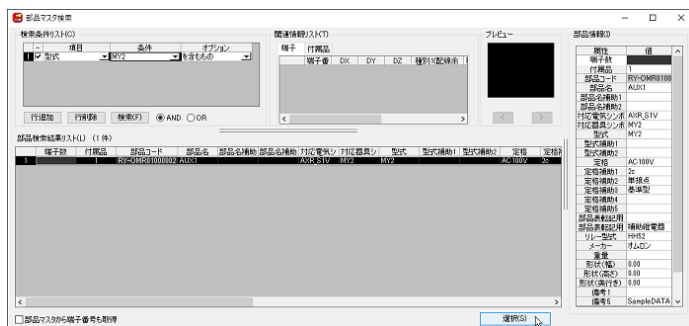 部品マスタ検索
検索条件リスト(C)
項目 条件 オプション
1 型式 MY2 を含むもの
行追加 行削除 検索(F) AND OR
関連情報リスト(T)
端子 付属品
端子番 DX DY DZ 種別
プレビュー
< >
部品検索結果リスト(L) (1 件)
端子数 付属品 部品コード 部品名 部品名補助 部品名補助 対応電気シ 対応器具シ 型式 型式補助1 型式補助2 定格 定格
1 1 RY-OMR01000002 AUX1 AXR_S1V MY2 MY2 AC100V 2c
部品マスタから端子番号も取得
選択(S)
部品情報(I)
属性 値
端子数
付属品 1
部品コード RY-OMR0100
部品名 AUX1
部品名補助1
部品名補助2
対応電気シンボ AXR_S1V
対応器具シンボ MY2
型式 MY2
型式補助1
型式補助2
定格 AC100V
定格補助1 2c
定格補助2 単接点
定格補助3 基準型
定格補助4
定格補助5
部品表転記用
部品表転記用 補助継電器
リレー型式 HH52
メーカー オムロン
重量
形状(幅) 0.00
形状(高さ) 0.00
形状(奥行き) 0.00
備考1
備考5 SampleDATA